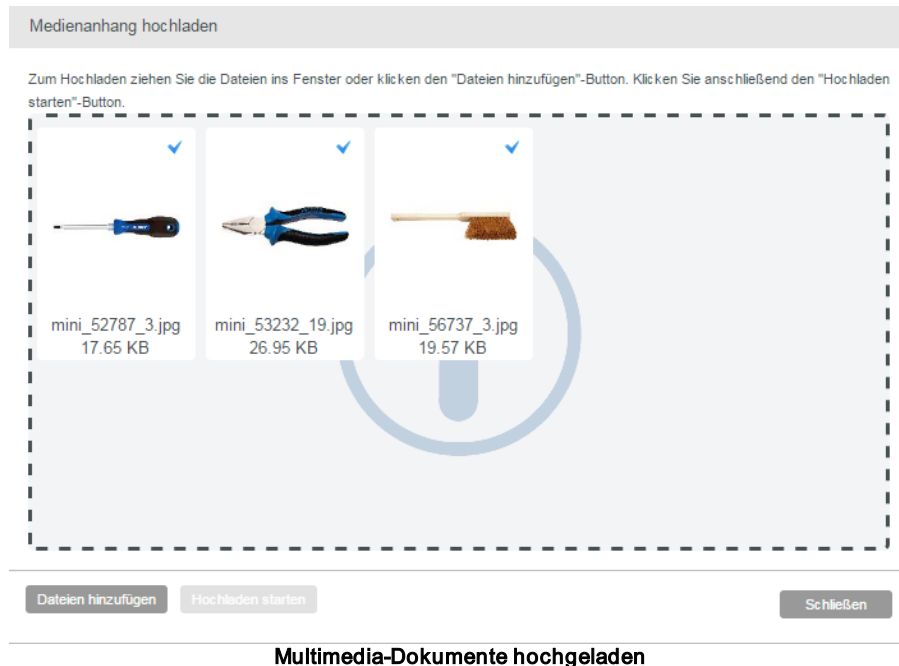 Medienanhang hochladen
Zum Hochladen ziehen Sie die Dateien ins Fenster oder klicken den "Dateien hinzufügen"-Button. Klicken Sie anschließend den "Hochladen
starten"-Button.
mini_52787_3.jpg mini_53232_19.jpg mini_56737_3.jpg
17.65 KB 26.95 KB 19.57 KB
Dateien hinzufügen Hochladen starten Schließen
Multimedia-Dokumente hochgeladen